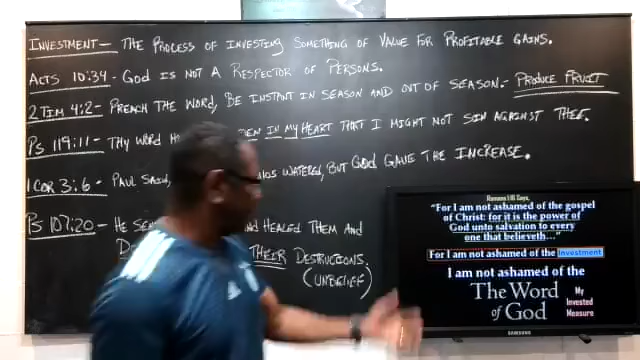 INVESTMENT — THE PROCESS OF INVESTING SOMETHING OF VALUE FOR PROFITABLE GAINS.
ACTS 10:34 - GOD IS NOT A RESPECTOR OF PERSONS.
2 TIM 4:2 - PREACH THE WORD, BE INSTANT IN SEASON AND OUT OF SEASON. - PRODUCE FRUIT
PS 119:11 - THY WORD IN MY HEART THAT I MIGHT NOT SIN AGAINST THEE.
1 COR 3:6 - PAUL SAID, WATERED, BUT GOD GAVE THE INCREASE.
PS 107:20 - HE HEALED THEM AND
THEIR DESTRUCTIONS.
(UNBELIEF)
Romans 1:16 Says,
"For I am not ashamed of the gospel
of Christ: for it is the power of
God unto salvation to every
one that believeth..."
For I am not ashamed of the Investment
I am not ashamed of the
The Word
of God
My
Invested
Measure
SAMSUNG